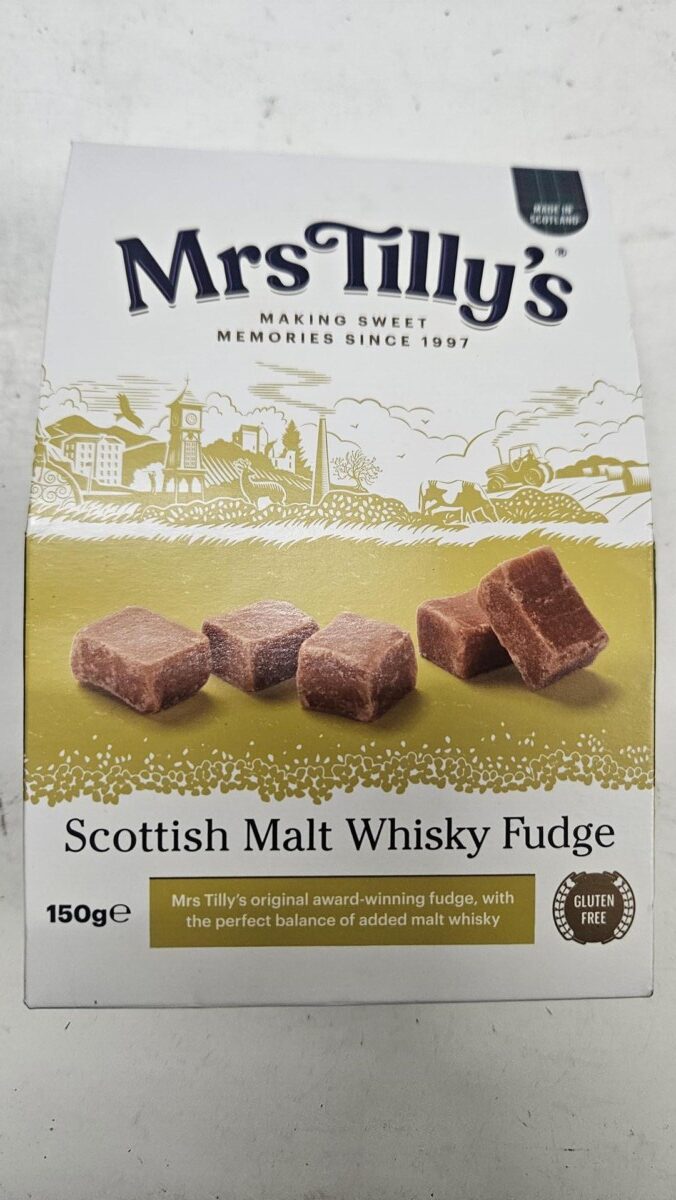 MADE IN
SCOTLAND
Mrs Tilly's®
MAKING SWEET
MEMORIES SINCE 1997
Scottish Malt Whisky Fudge
150g℮
Mrs Tilly's original award-winning fudge, with
the perfect balance of added malt whisky
GLUTEN
FREE